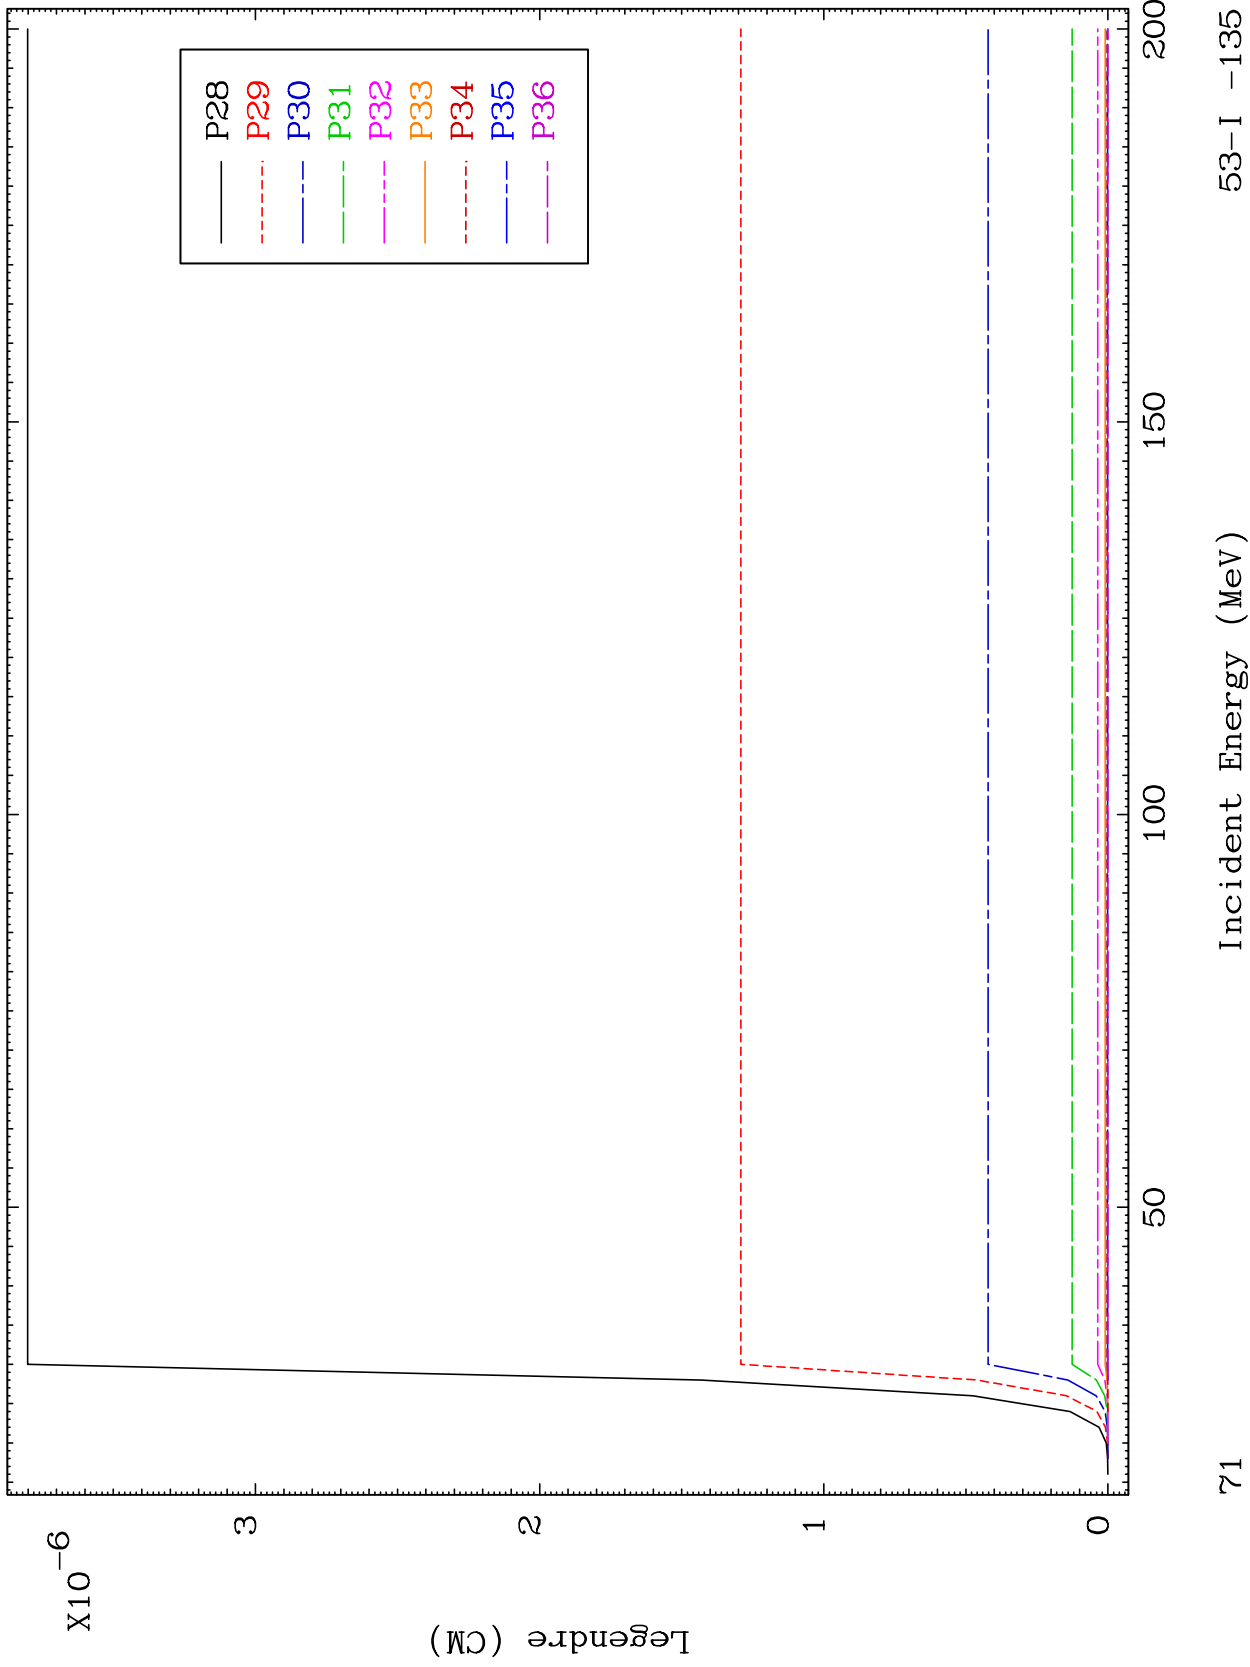 X10-6
Legendre (CM)
3
2
1
0
P28
P29
P30
P31
P32
P33
P34
P35
P36
50
100
150
200
Incident Energy (MeV)
71
53-I -135